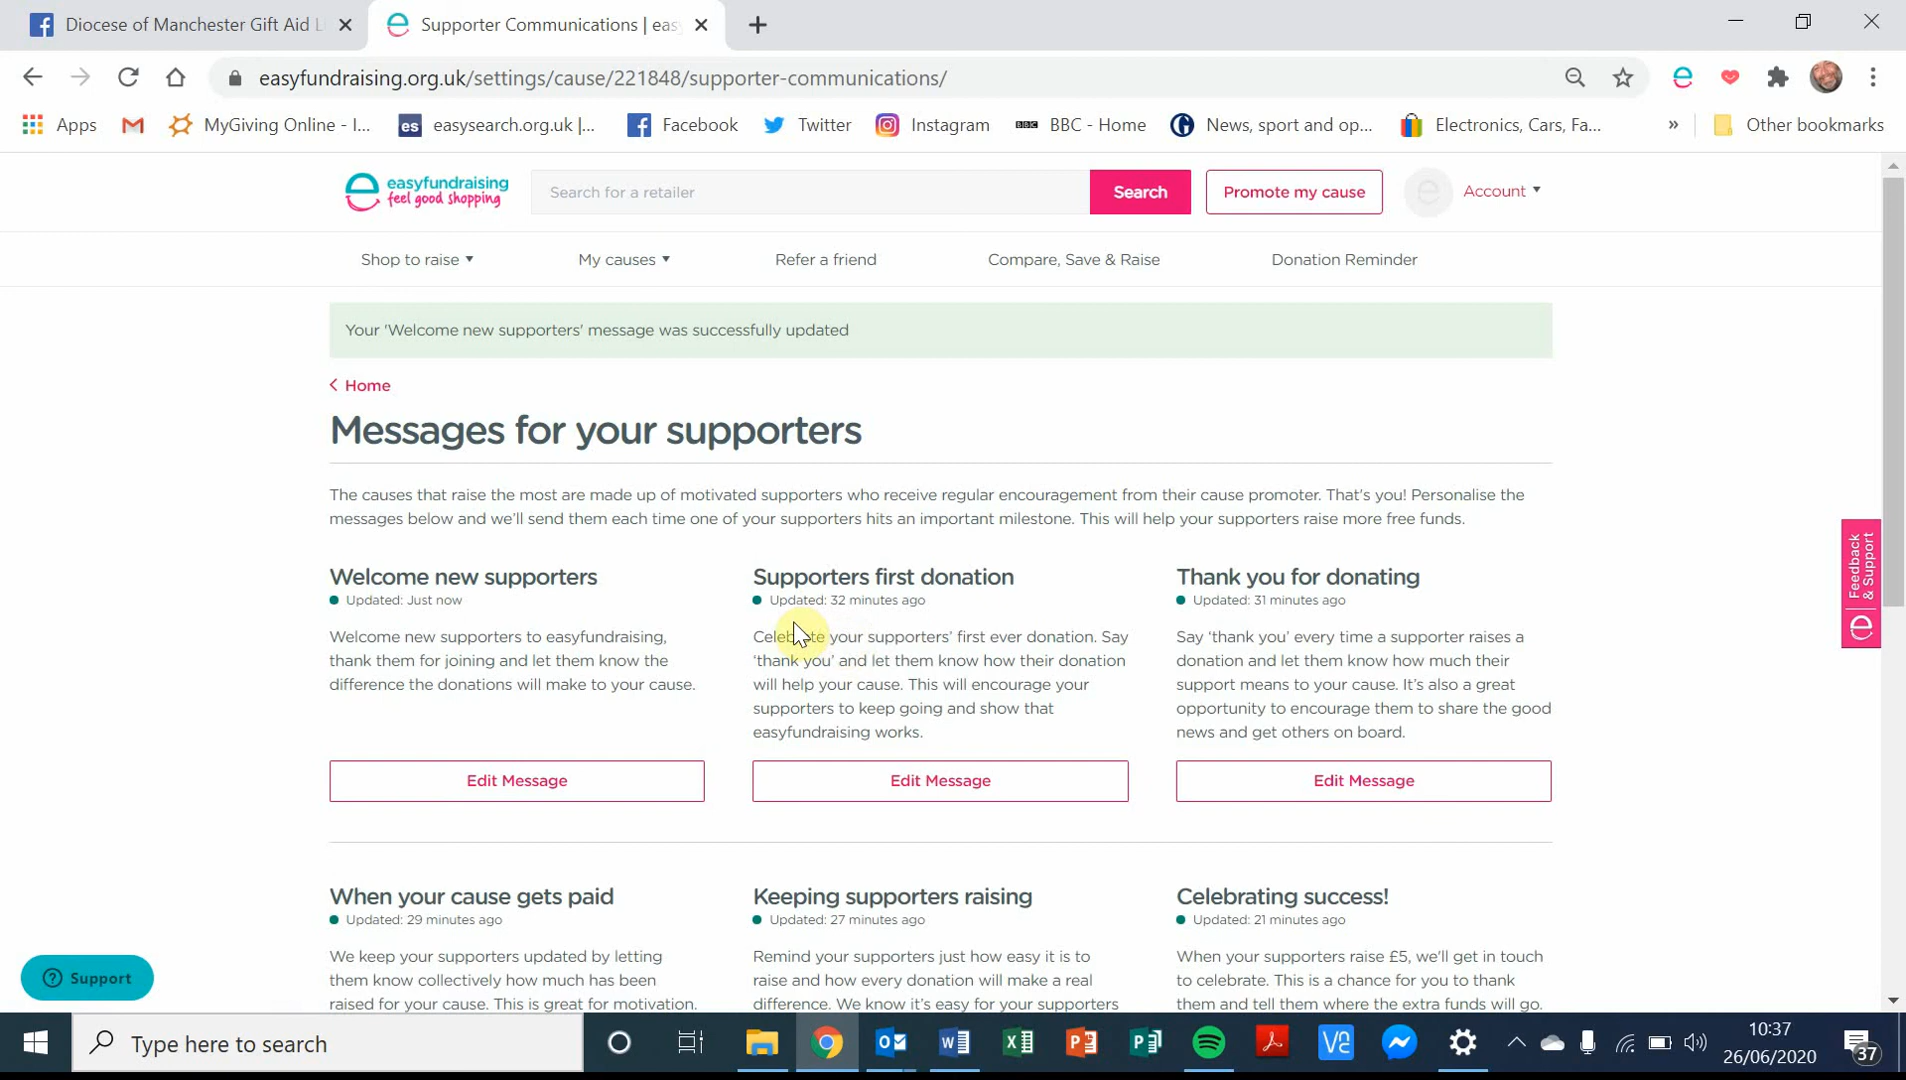 Diocese of Manchester Gift Aid L
Supporter Communications | eas
easyfundraising.org.uk/settings/cause/221848/supporter-communications/
Apps
MyGiving Online - I...
es easysearch.org.uk |...
Facebook
Twitter
Instagram
BBC BBC - Home
News, sport and op...
Electronics, Cars, Fa...
»
Other bookmarks
easyfundraising
feel good shopping
Search for a retailer
Search
Promote my cause
Account
Shop to raise
My causes
Refer a friend
Compare, Save & Raise
Donation Reminder
Your 'Welcome new supporters' message was successfully updated
Home
Messages for your supporters
The causes that raise the most are made up of motivated supporters who receive regular encouragement from their cause promoter. That's you! Personalise the
messages below and we'll send them each time one of your supporters hits an important milestone. This will help your supporters raise more free funds.
Welcome new supporters
Updated: Just now
Welcome new supporters to easyfundraising,
thank them for joining and let them know the
difference the donations will make to your cause.
Edit Message
Supporters first donation
Updated: 32 minutes ago
Celebrate your supporters' first ever donation. Say
'thank you' and let them know how their donation
will help your cause. This will encourage your
supporters to keep going and show that
easyfundraising works.
Edit Message
Thank you for donating
Updated: 31 minutes ago
Say 'thank you' every time a supporter raises a
donation and let them know how much their
support means to your cause. It's also a great
opportunity to encourage them to share the good
news and get others on board.
Edit Message
When your cause gets paid
Updated: 29 minutes ago
We keep your supporters updated by letting
them know collectively how much has been
raised for your cause. This is great for motivation.
Keeping supporters raising
Updated: 27 minutes ago
Remind your supporters just how easy it is to
raise and how every donation will make a real
difference. We know it's easy for your supporters
Celebrating success!
Updated: 21 minutes ago
When your supporters raise £5, we'll get in touch
to celebrate. This is a chance for you to thank
them and tell them where the extra funds will go.
Feedback
& Support
Support
Type here to search
10:37
26/06/2020
37